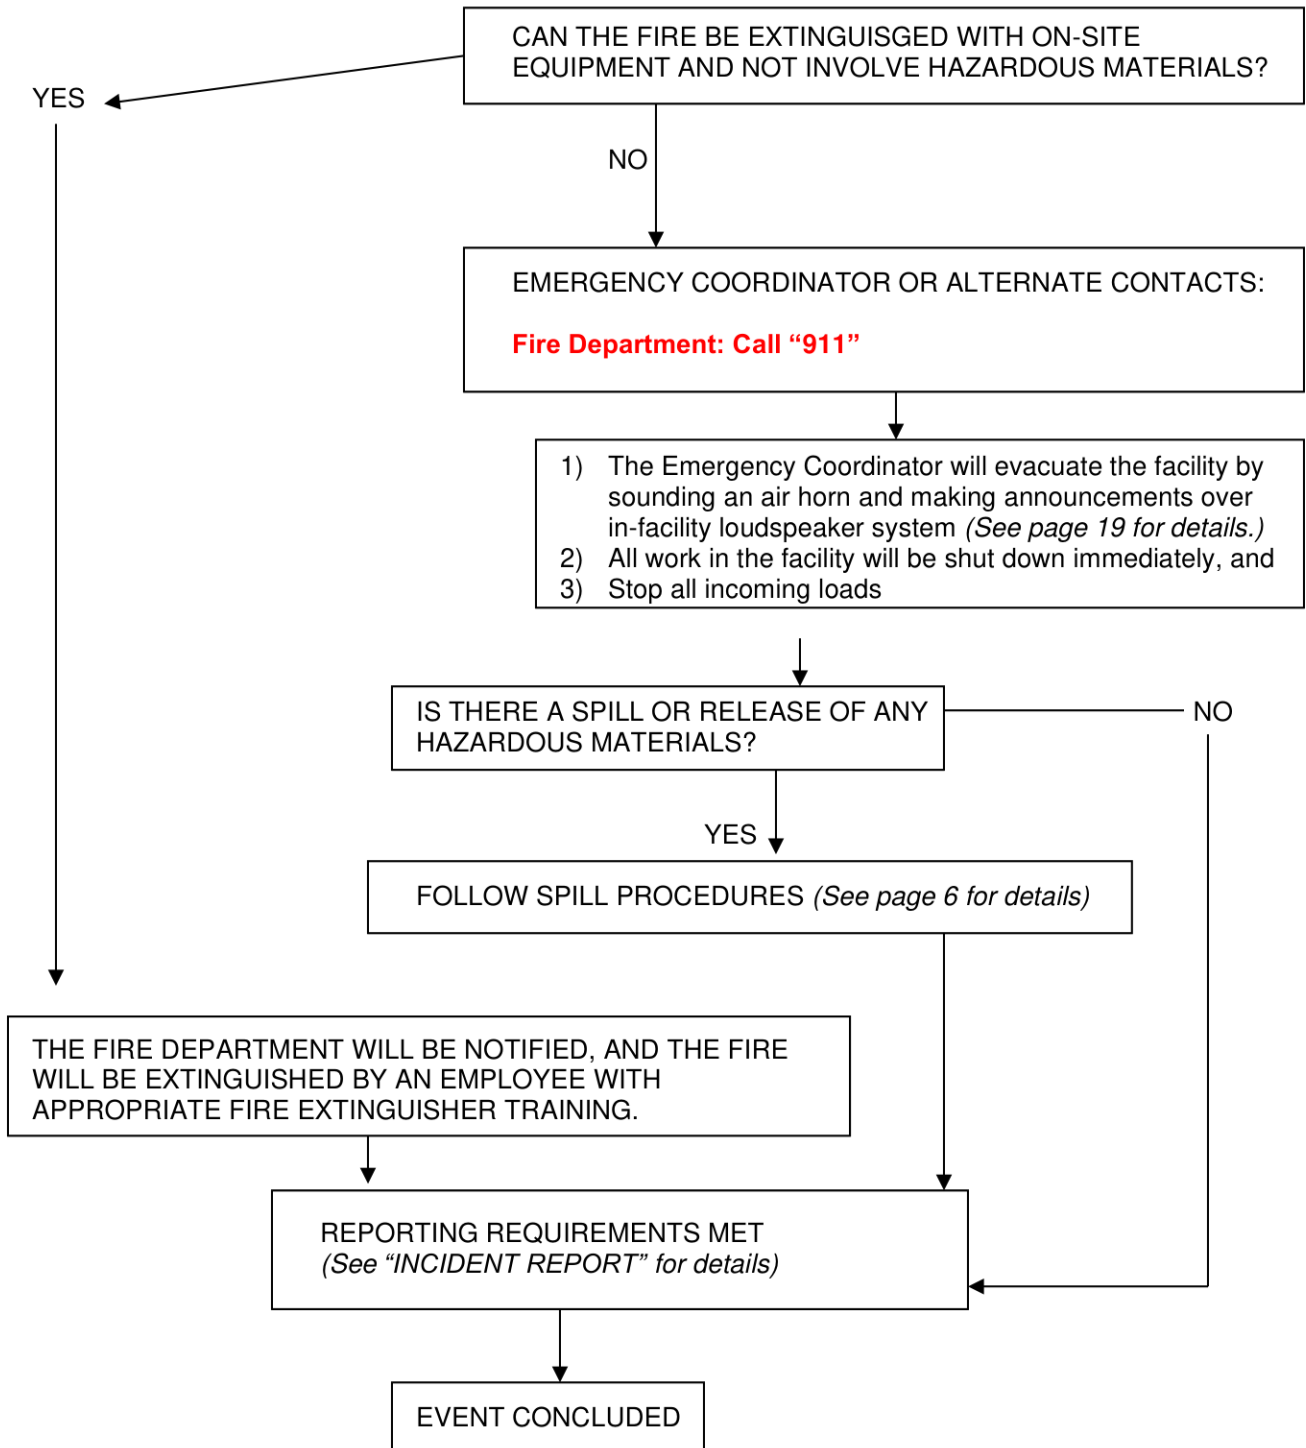 CAN THE FIRE BE EXTINGUISGED WITH ON-SITE
EQUIPMENT AND NOT INVOLVE HAZARDOUS MATERIALS?
YES
NO
EMERGENCY COORDINATOR OR ALTERNATE CONTACTS:
Fire Department: Call “911”
1) The Emergency Coordinator will evacuate the facility by
sounding an air horn and making announcements over
in-facility loudspeaker system (See page 19 for details.)
2) All work in the facility will be shut down immediately, and
3) Stop all incoming loads
IS THERE A SPILL OR RELEASE OF ANY
HAZARDOUS MATERIALS?
NO
YES
FOLLOW SPILL PROCEDURES (See page 6 for details)
THE FIRE DEPARTMENT WILL BE NOTIFIED, AND THE FIRE
WILL BE EXTINGUISHED BY AN EMPLOYEE WITH
APPROPRIATE FIRE EXTINGUISHER TRAINING.
REPORTING REQUIREMENTS MET
(See “INCIDENT REPORT” for details)
EVENT CONCLUDED